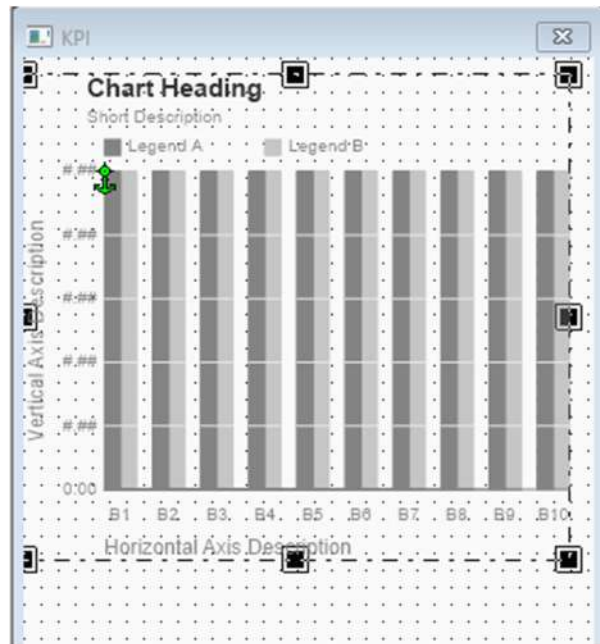 KPI
Chart Heading
Short Description
Legend A Legend B
#.##
#.##
#.##
#.##
#.##
0.00
Vertical Axis Description
B1 B2 B3 B4 B5 B6 B7 B8 B9 B10
Horizontal Axis Description